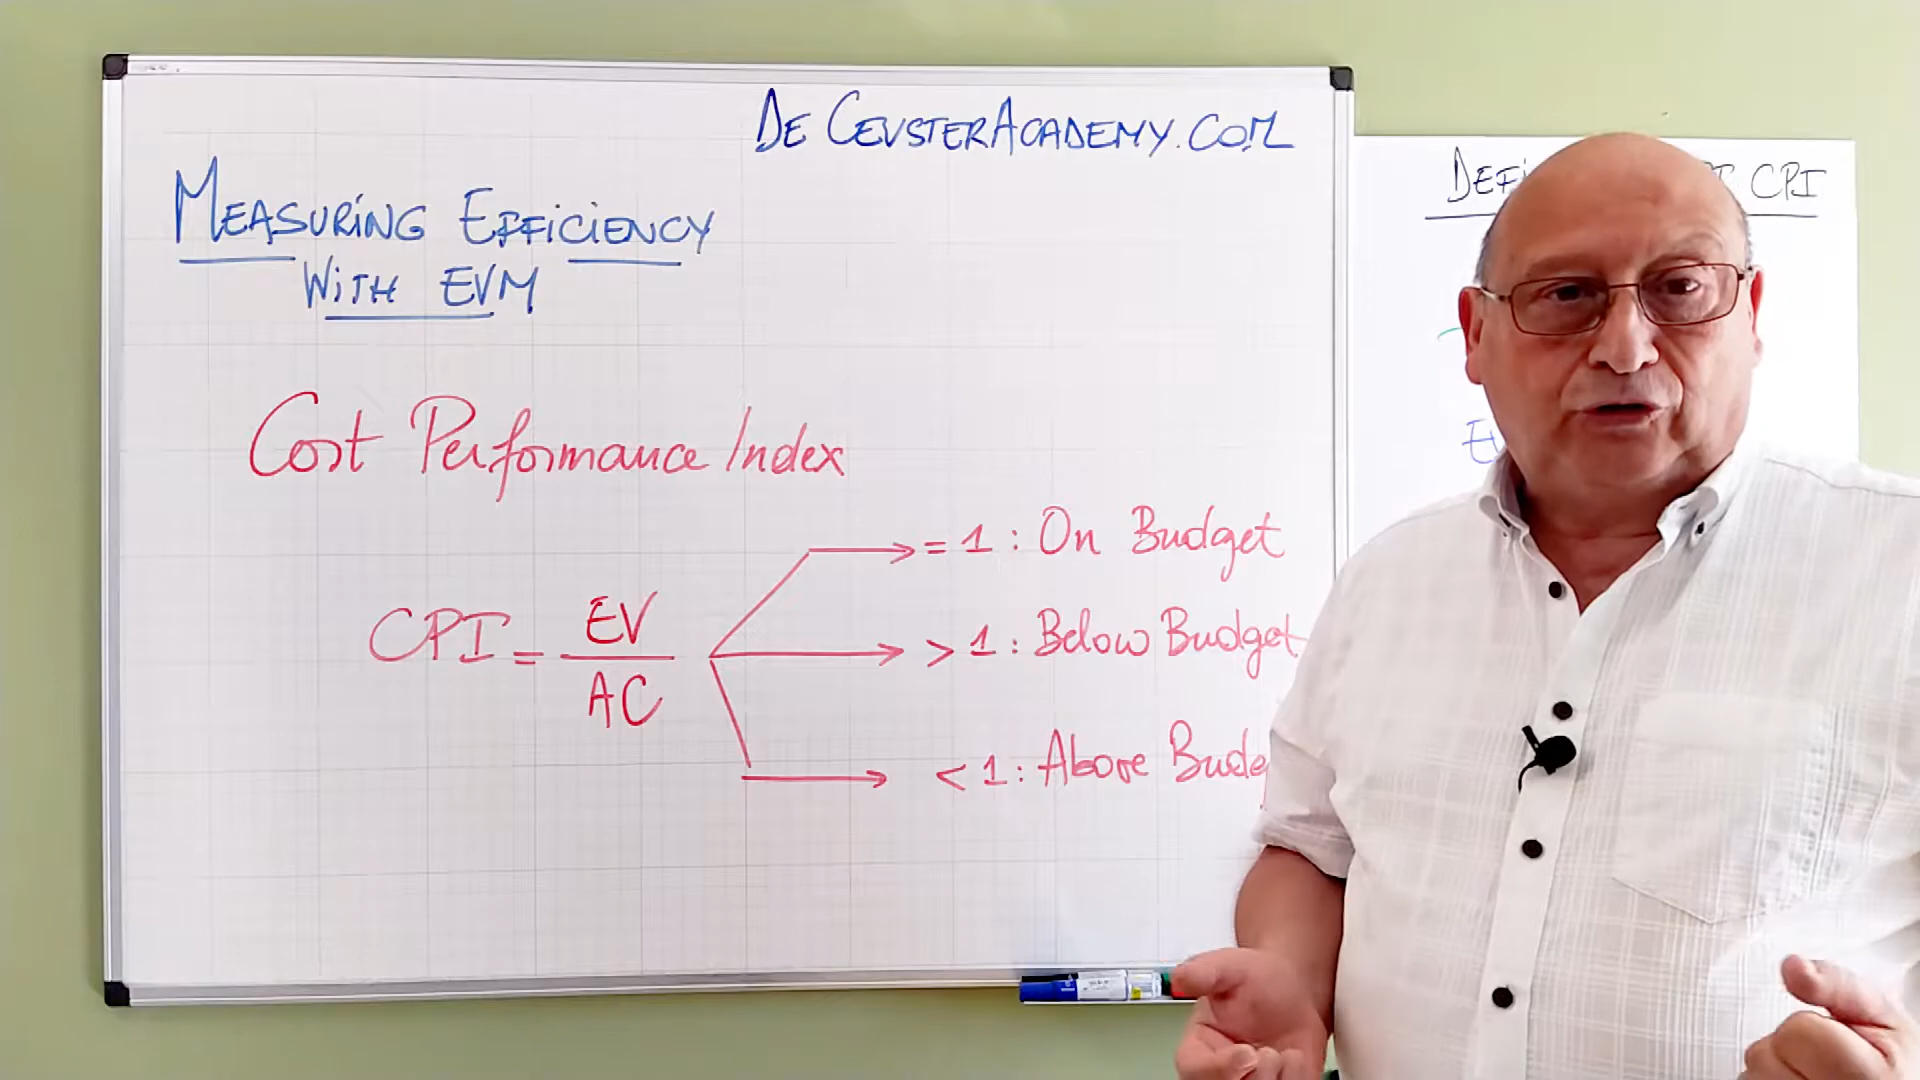 De CeusterAcademy.com
Measuring Efficiency
With EVM
Cost Performance Index
CPI = EV
AC
= 1 : On Budget
> 1 : Below Budget
< 1 : Above
CPI